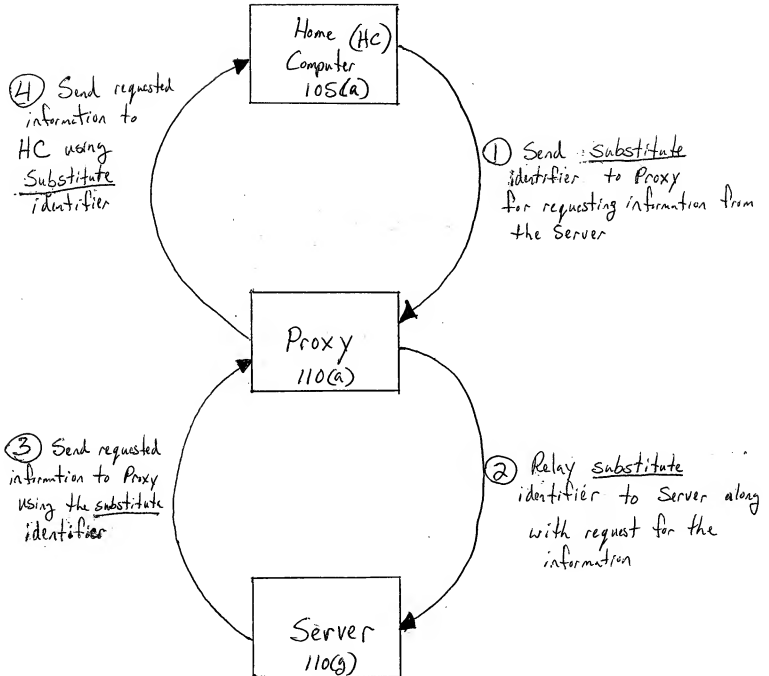 Home (HC)
Computer
105(a)
④ Send requested
information to
HC using
Substitute
identifier
① Send substitute
identifier to Proxy
for requesting information from
the Server
Proxy
110(a)
③ Send requested
information to Proxy
using the substitute
identifier
② Relay substitute
identifier to Server along
with request for the
information
Server
110(g)